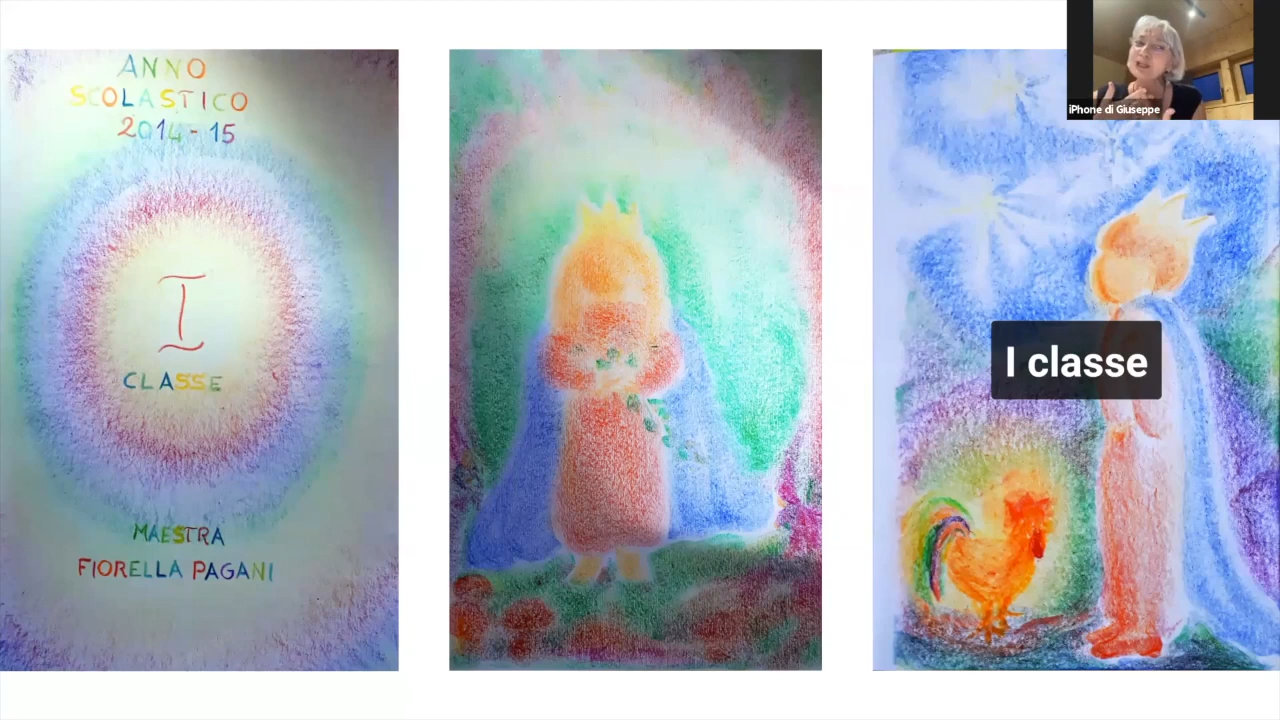 ANNO
SCOLASTICO
2014-15
I
CLASSE
MAESTRA
FIORELLA PAGANI
iPhone di Giuseppe
I classe